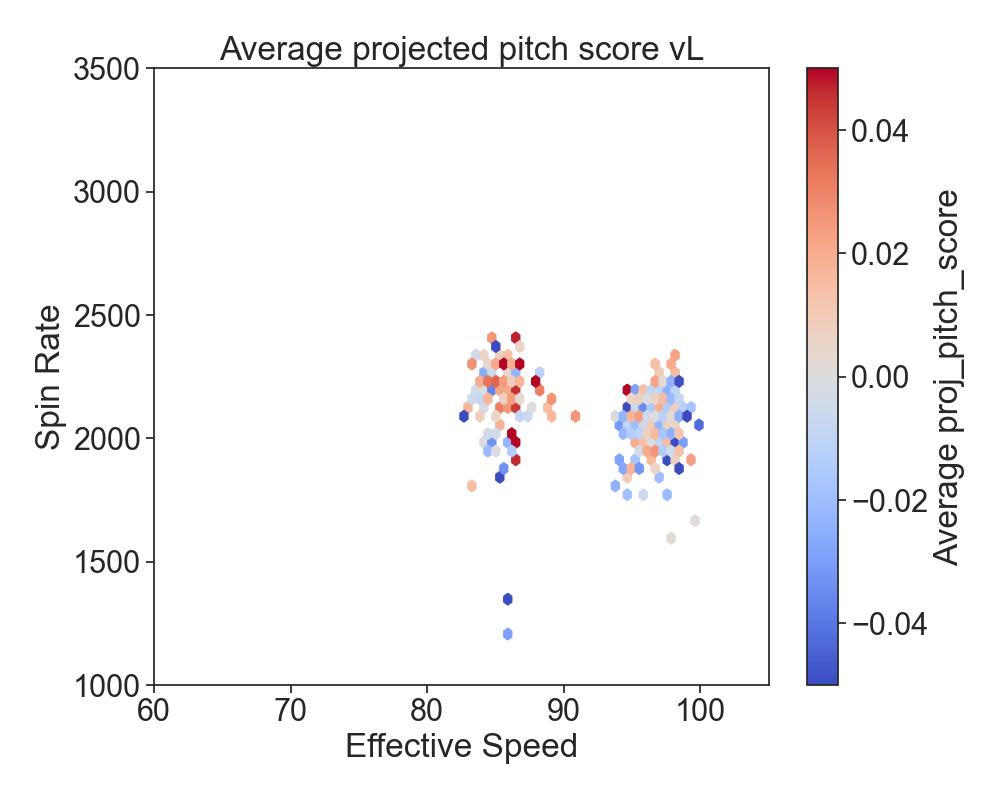 Average projected pitch score vL
3500
3000
2500
2000
1500
1000
Spin Rate
60 70 80 90 100
Effective Speed
0.04
0.02
0.00
−0.02
−0.04
Average proj_pitch_score